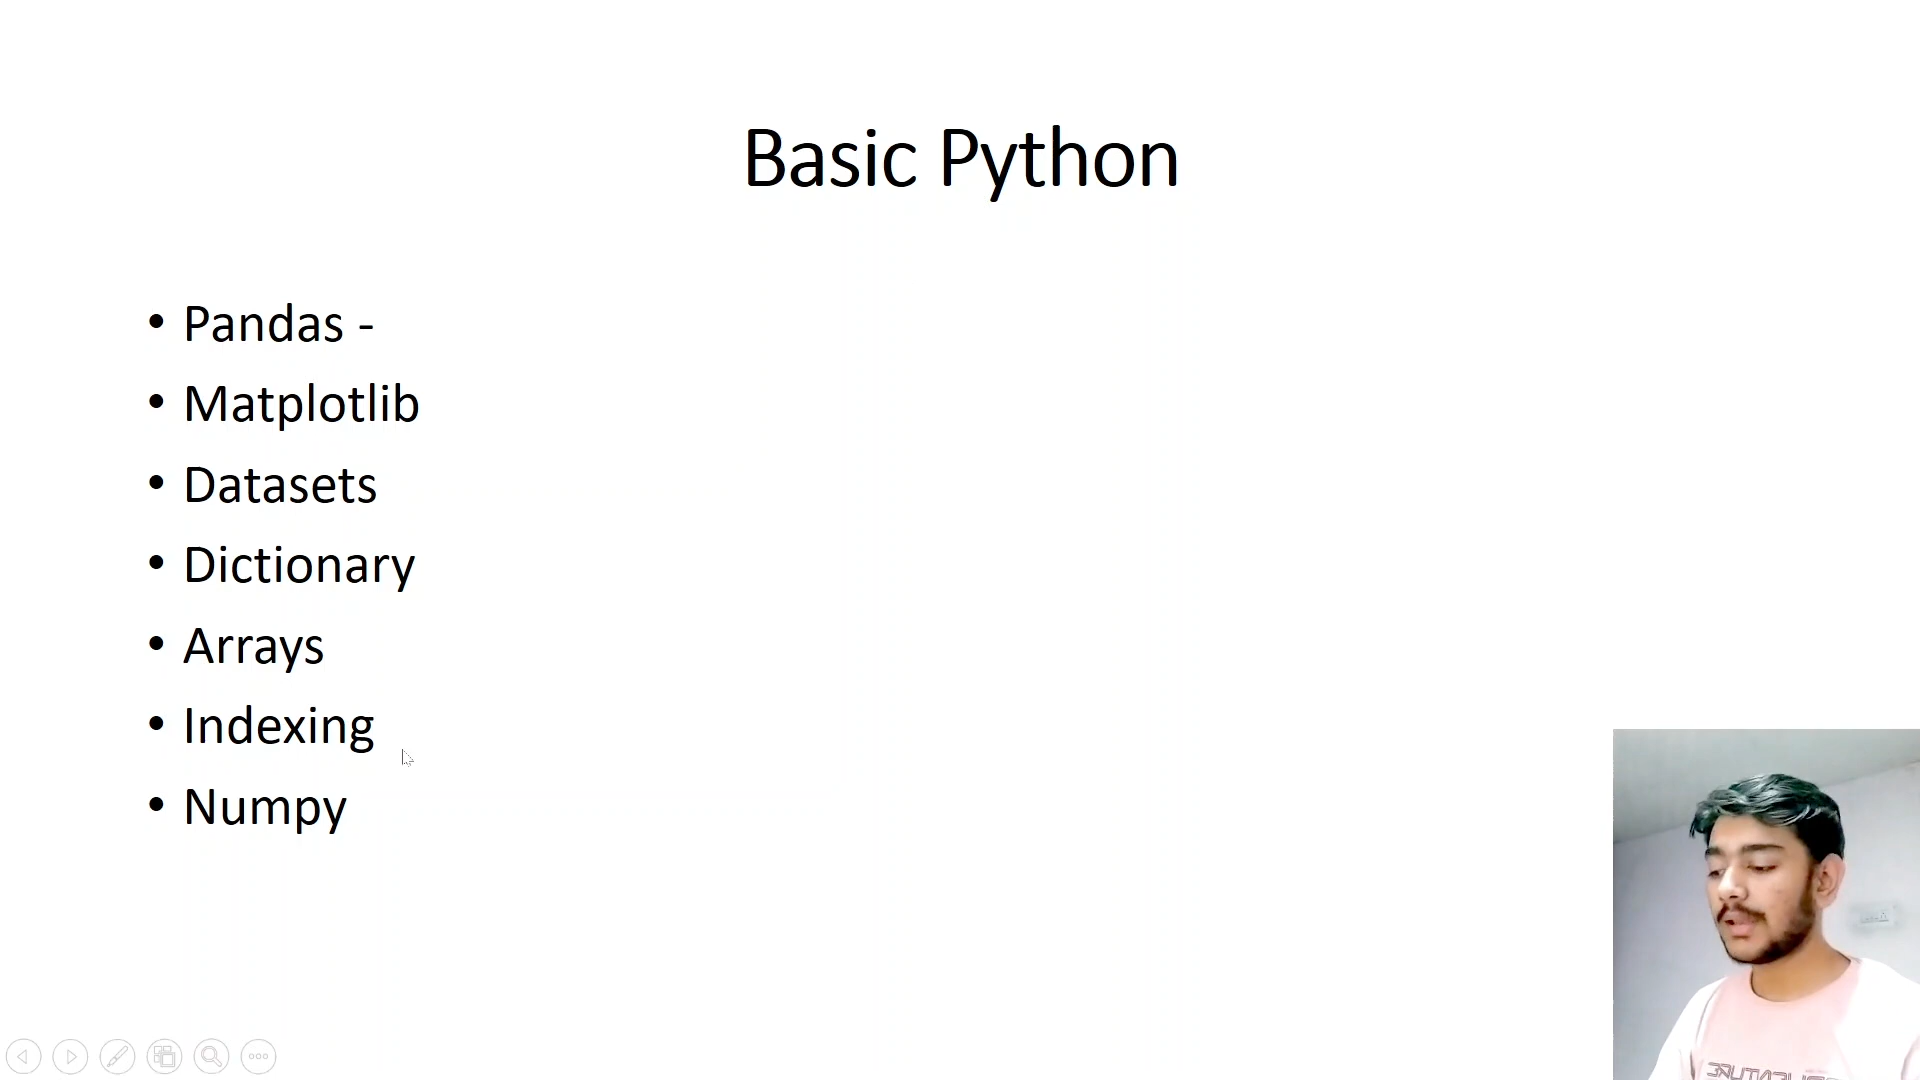 Basic Python
• Pandas -
• Matplotlib
• Datasets
• Dictionary
• Arrays
• Indexing
• Numpy